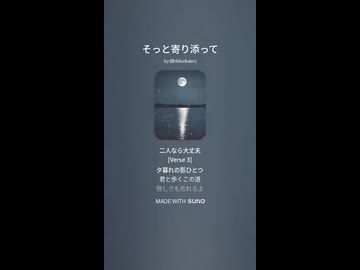 そっと寄り添って
二人なら大丈夫
[Verse 3]
夕暮れの影ひとつ
君と歩くこの道
寂しさも忘れるよ
MADE WITH SUNO